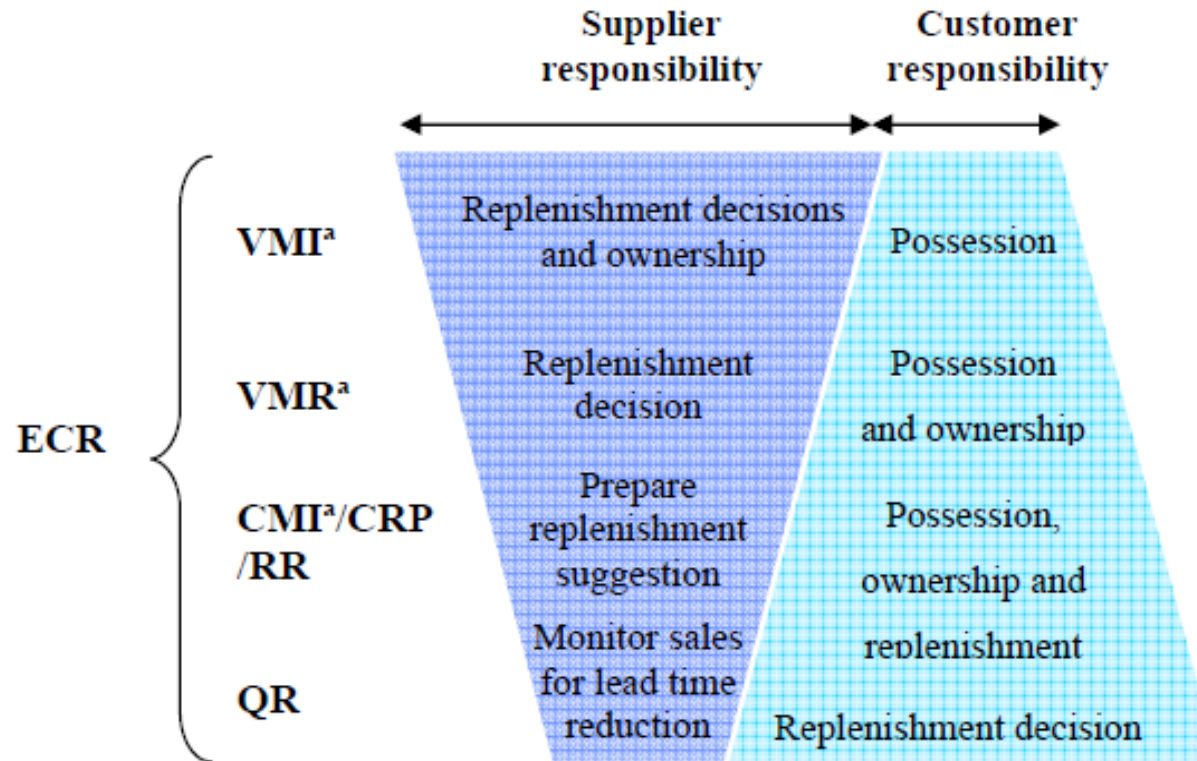 Supplier
responsibility
Customer
responsibility
ECR
VMIª
Replenishment decisions
and ownership
Possession
VMRª
Replenishment
decision
Possession
and ownership
CMIª/CRP
/RR
Prepare
replenishment
suggestion
Possession,
ownership and
replenishment
QR
Monitor sales
for lead time
reduction
Replenishment decision